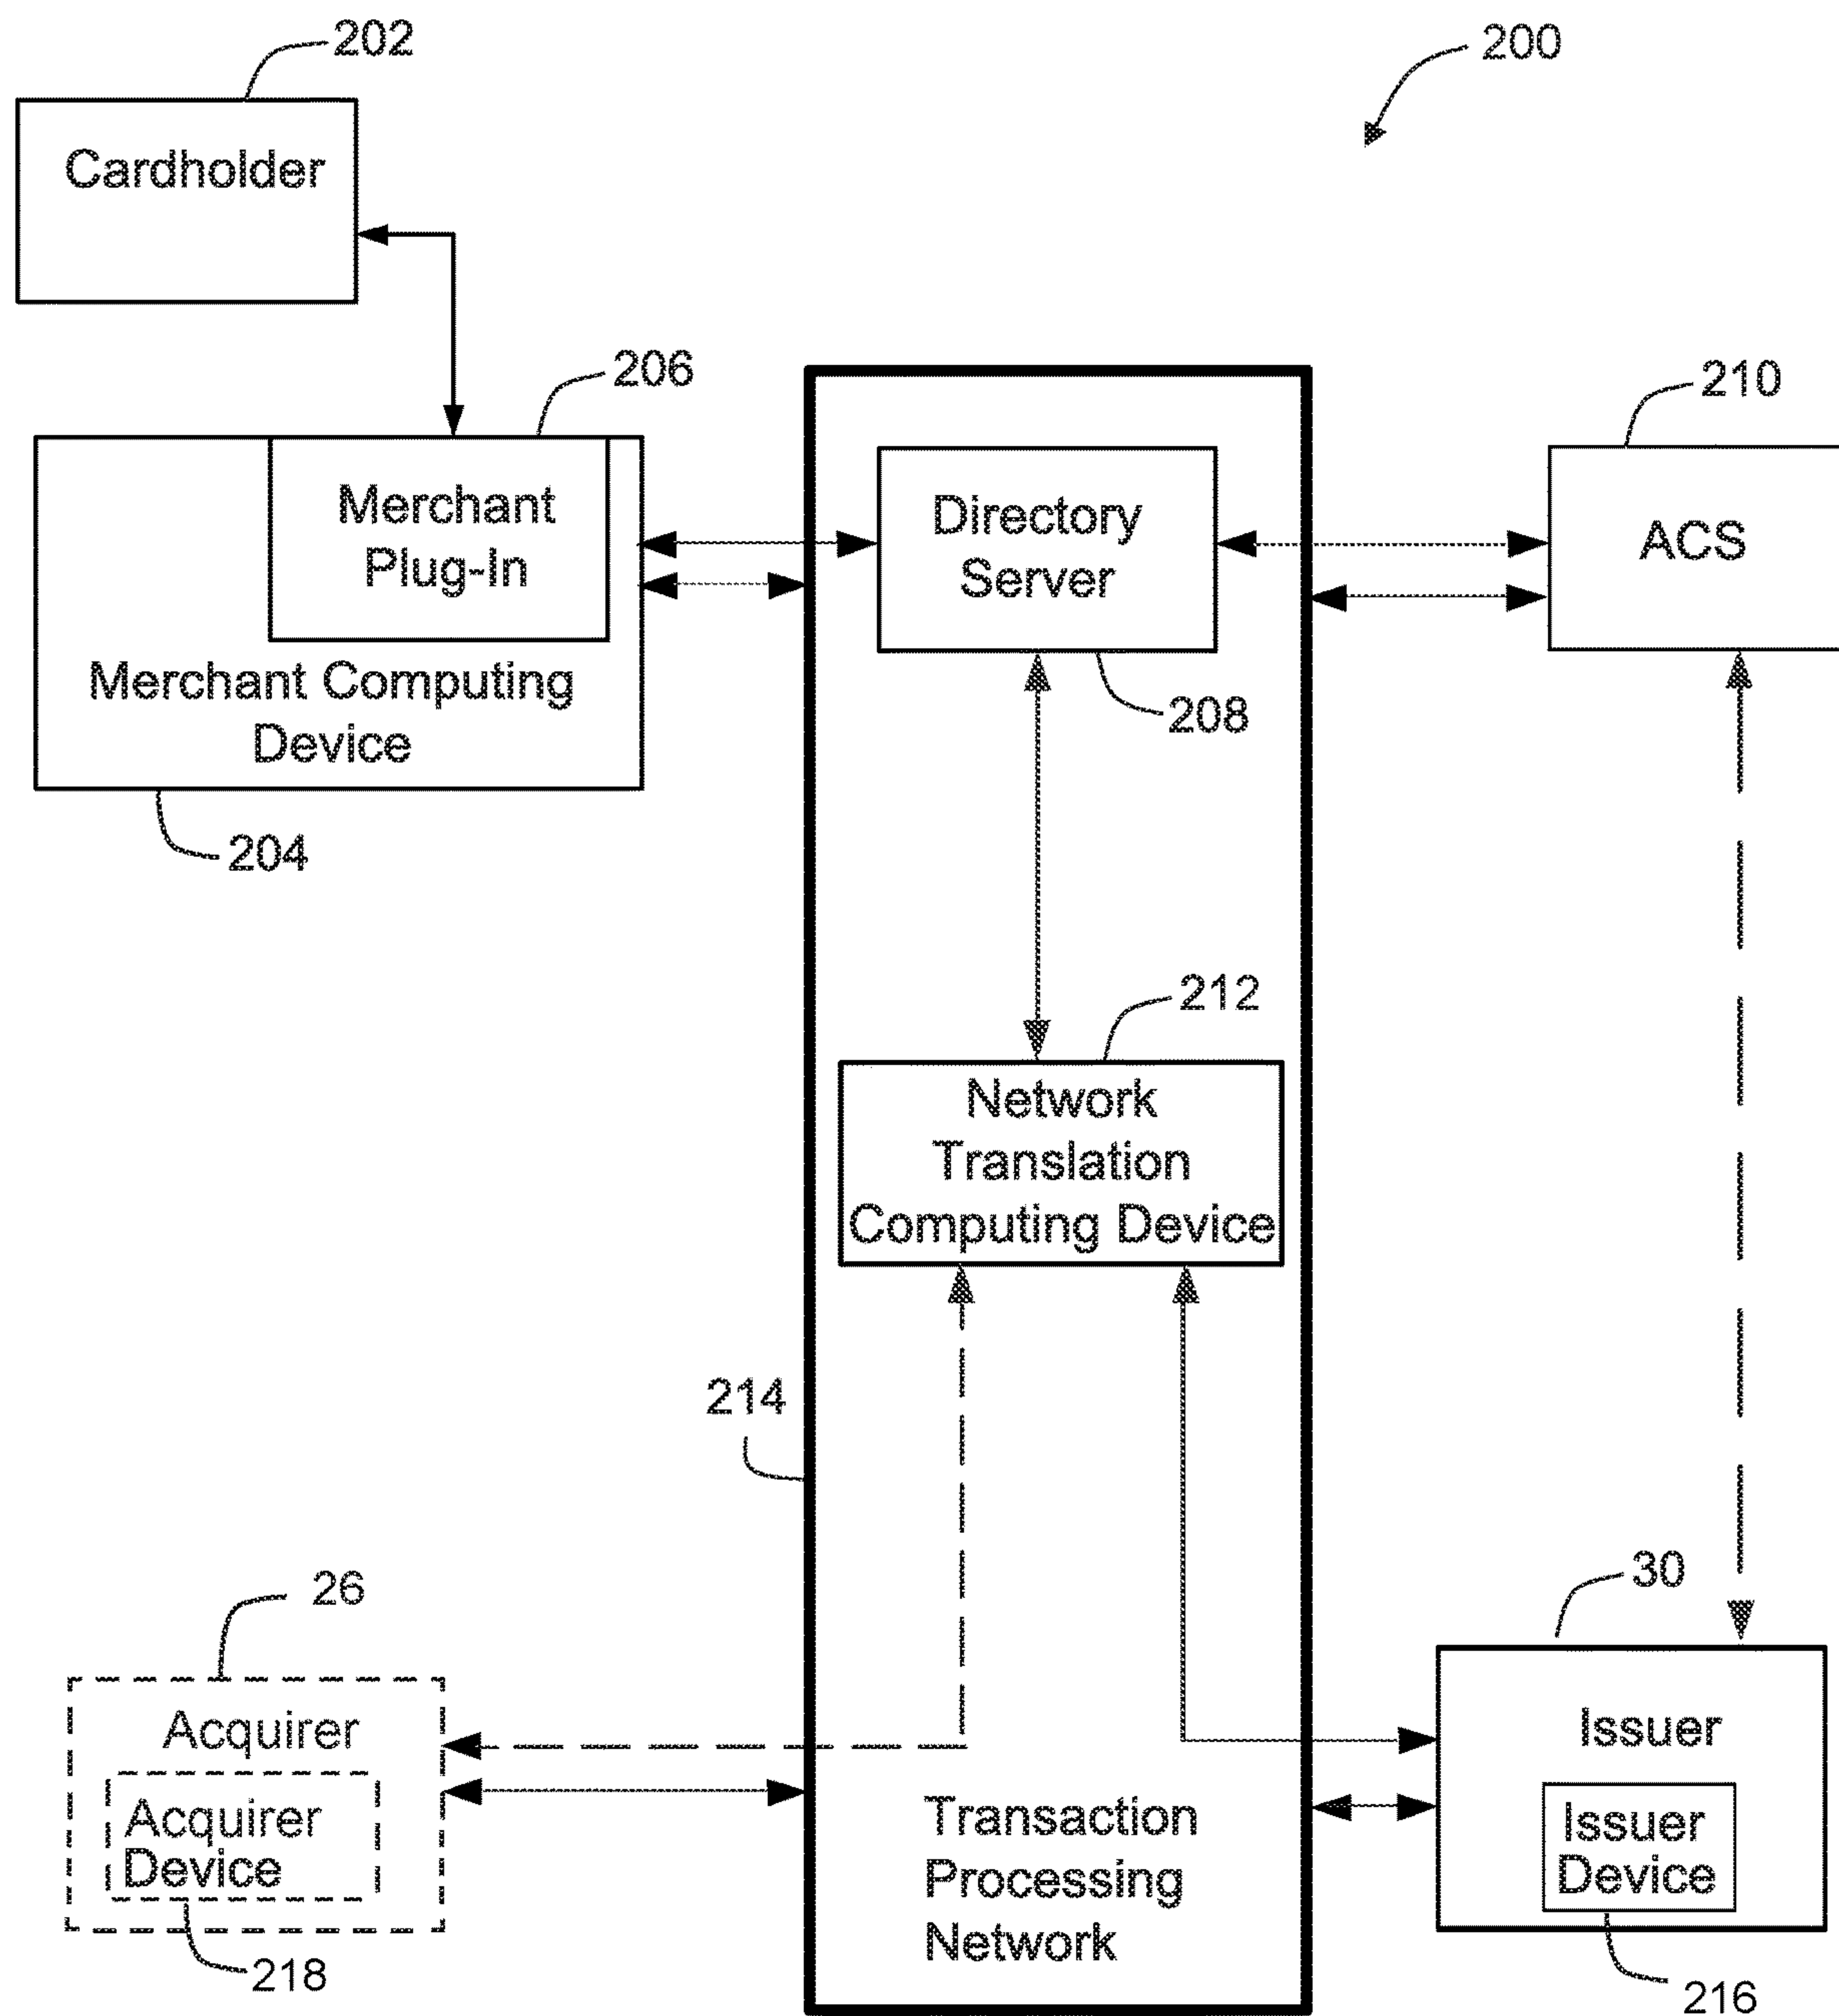 202
200
Cardholder
206
210
Merchant
Plug-In
Directory
Server
ACS
Merchant Computing
Device
208
204
212
Network
Translation
Computing Device
214
26
30
Acquirer
Issuer
Acquirer
Device
Transaction
Processing
Network
Issuer
Device
218
216